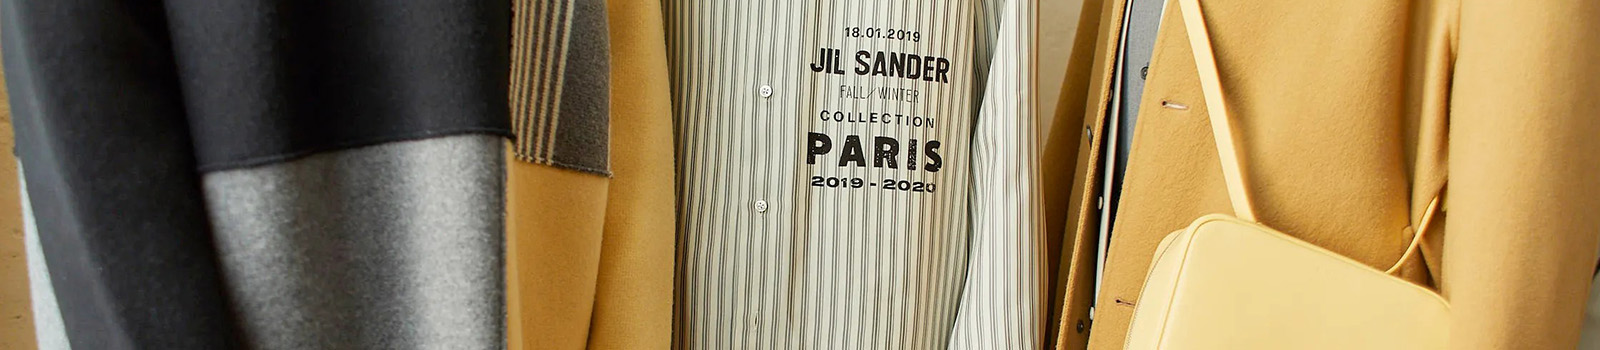 18.01.2019
JIL SANDER
FALL/WINTER
COLLECTION
PARIS
2019 - 2020